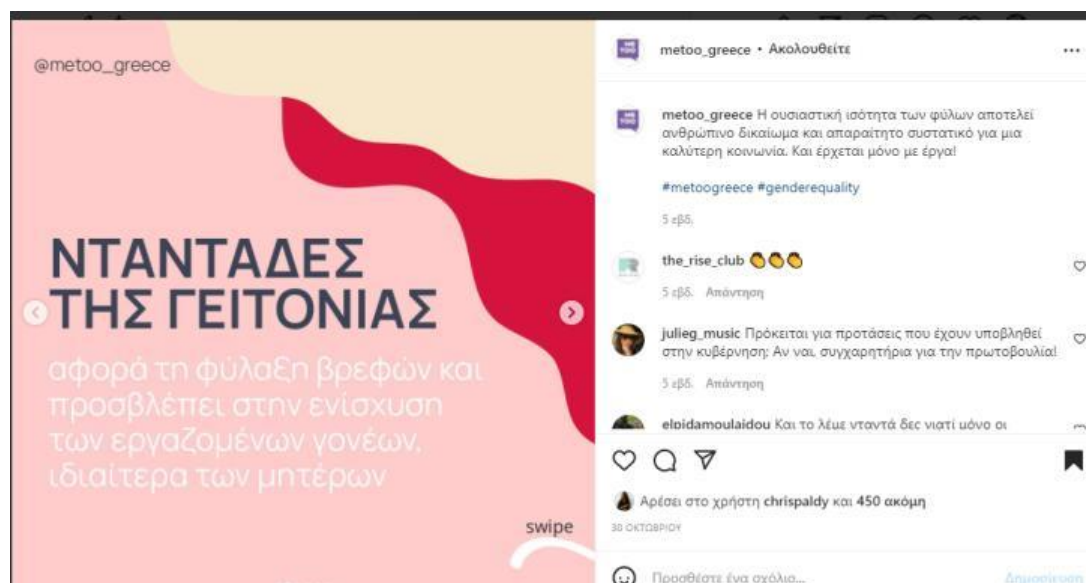 @metoo_greece
ΝΤΑΝΤΑΔΕΣ
ΤΗΣ ΓΕΙΤΟΝΙΑΣ
αφορά τη φύλαξη βρεφών και
προσβλέπει στην ενίσχυση
των εργαζομένων γονέων,
ιδιαίτερα των μητέρων
swipe
metoo_greece • Ακολουθείτε
metoo_greece Η ουσιαστική ισότητα των φύλων αποτελεί
ανθρώπινο δικαίωμα και απαραίτητο συστατικό για μια
καλύτερη κοινωνία. Και έρχεται μόνο με έργα!
#metoogreece #genderequality
5 εβδ.
the_rise_club
5 εβδ. Απάντηση
julieg_music Πρόκειται για προτάσεις που έχουν υποβληθεί
στην κυβέρνηση; Αν ναι, συγχαρητήρια για την πρωτοβουλία!
5 εβδ. Απάντηση
elpidamoulaidou Και το λέμε νταντά δες γιατί μόνο οι
Αρέσει στο χρήστη chrispaldy και 450 ακόμη
30 ΟΚΤΩΒΡΙΟΥ
Προσθέστε ένα σχόλιο...
Δημοσίευση